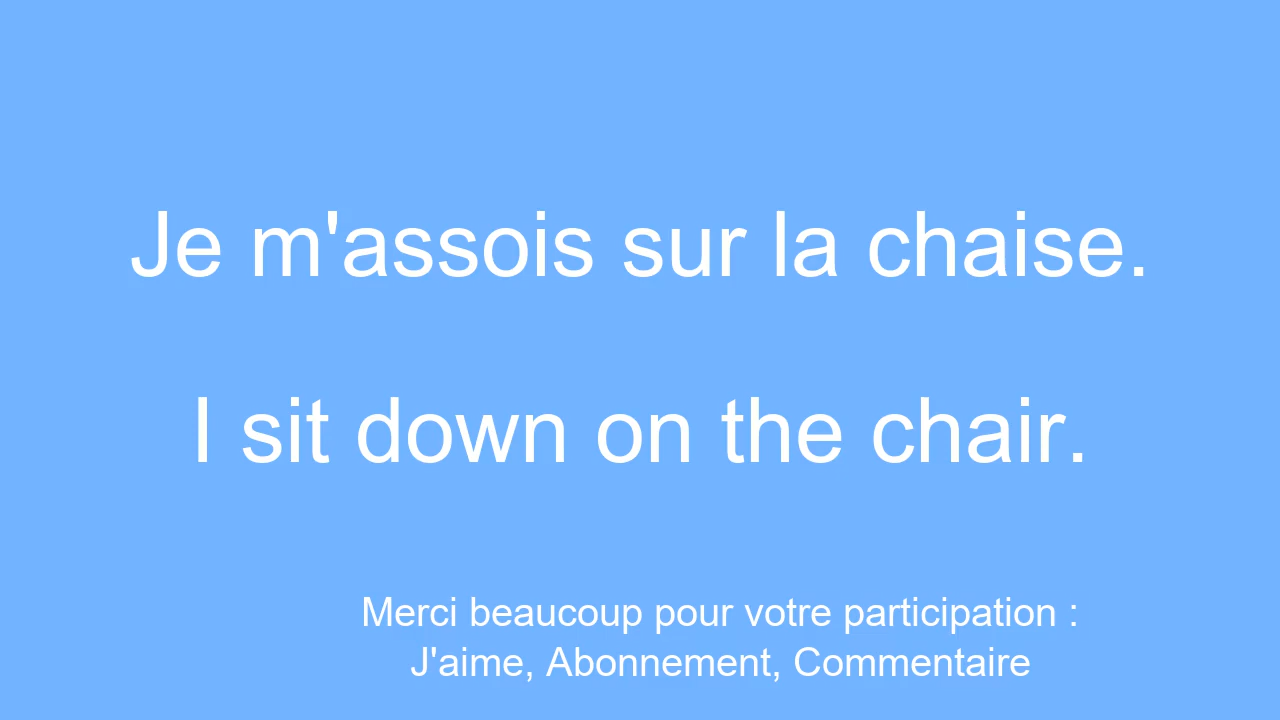 Je m'assois sur la chaise.
I sit down on the chair.
Merci beaucoup pour votre participation :
J'aime, Abonnement, Commentaire